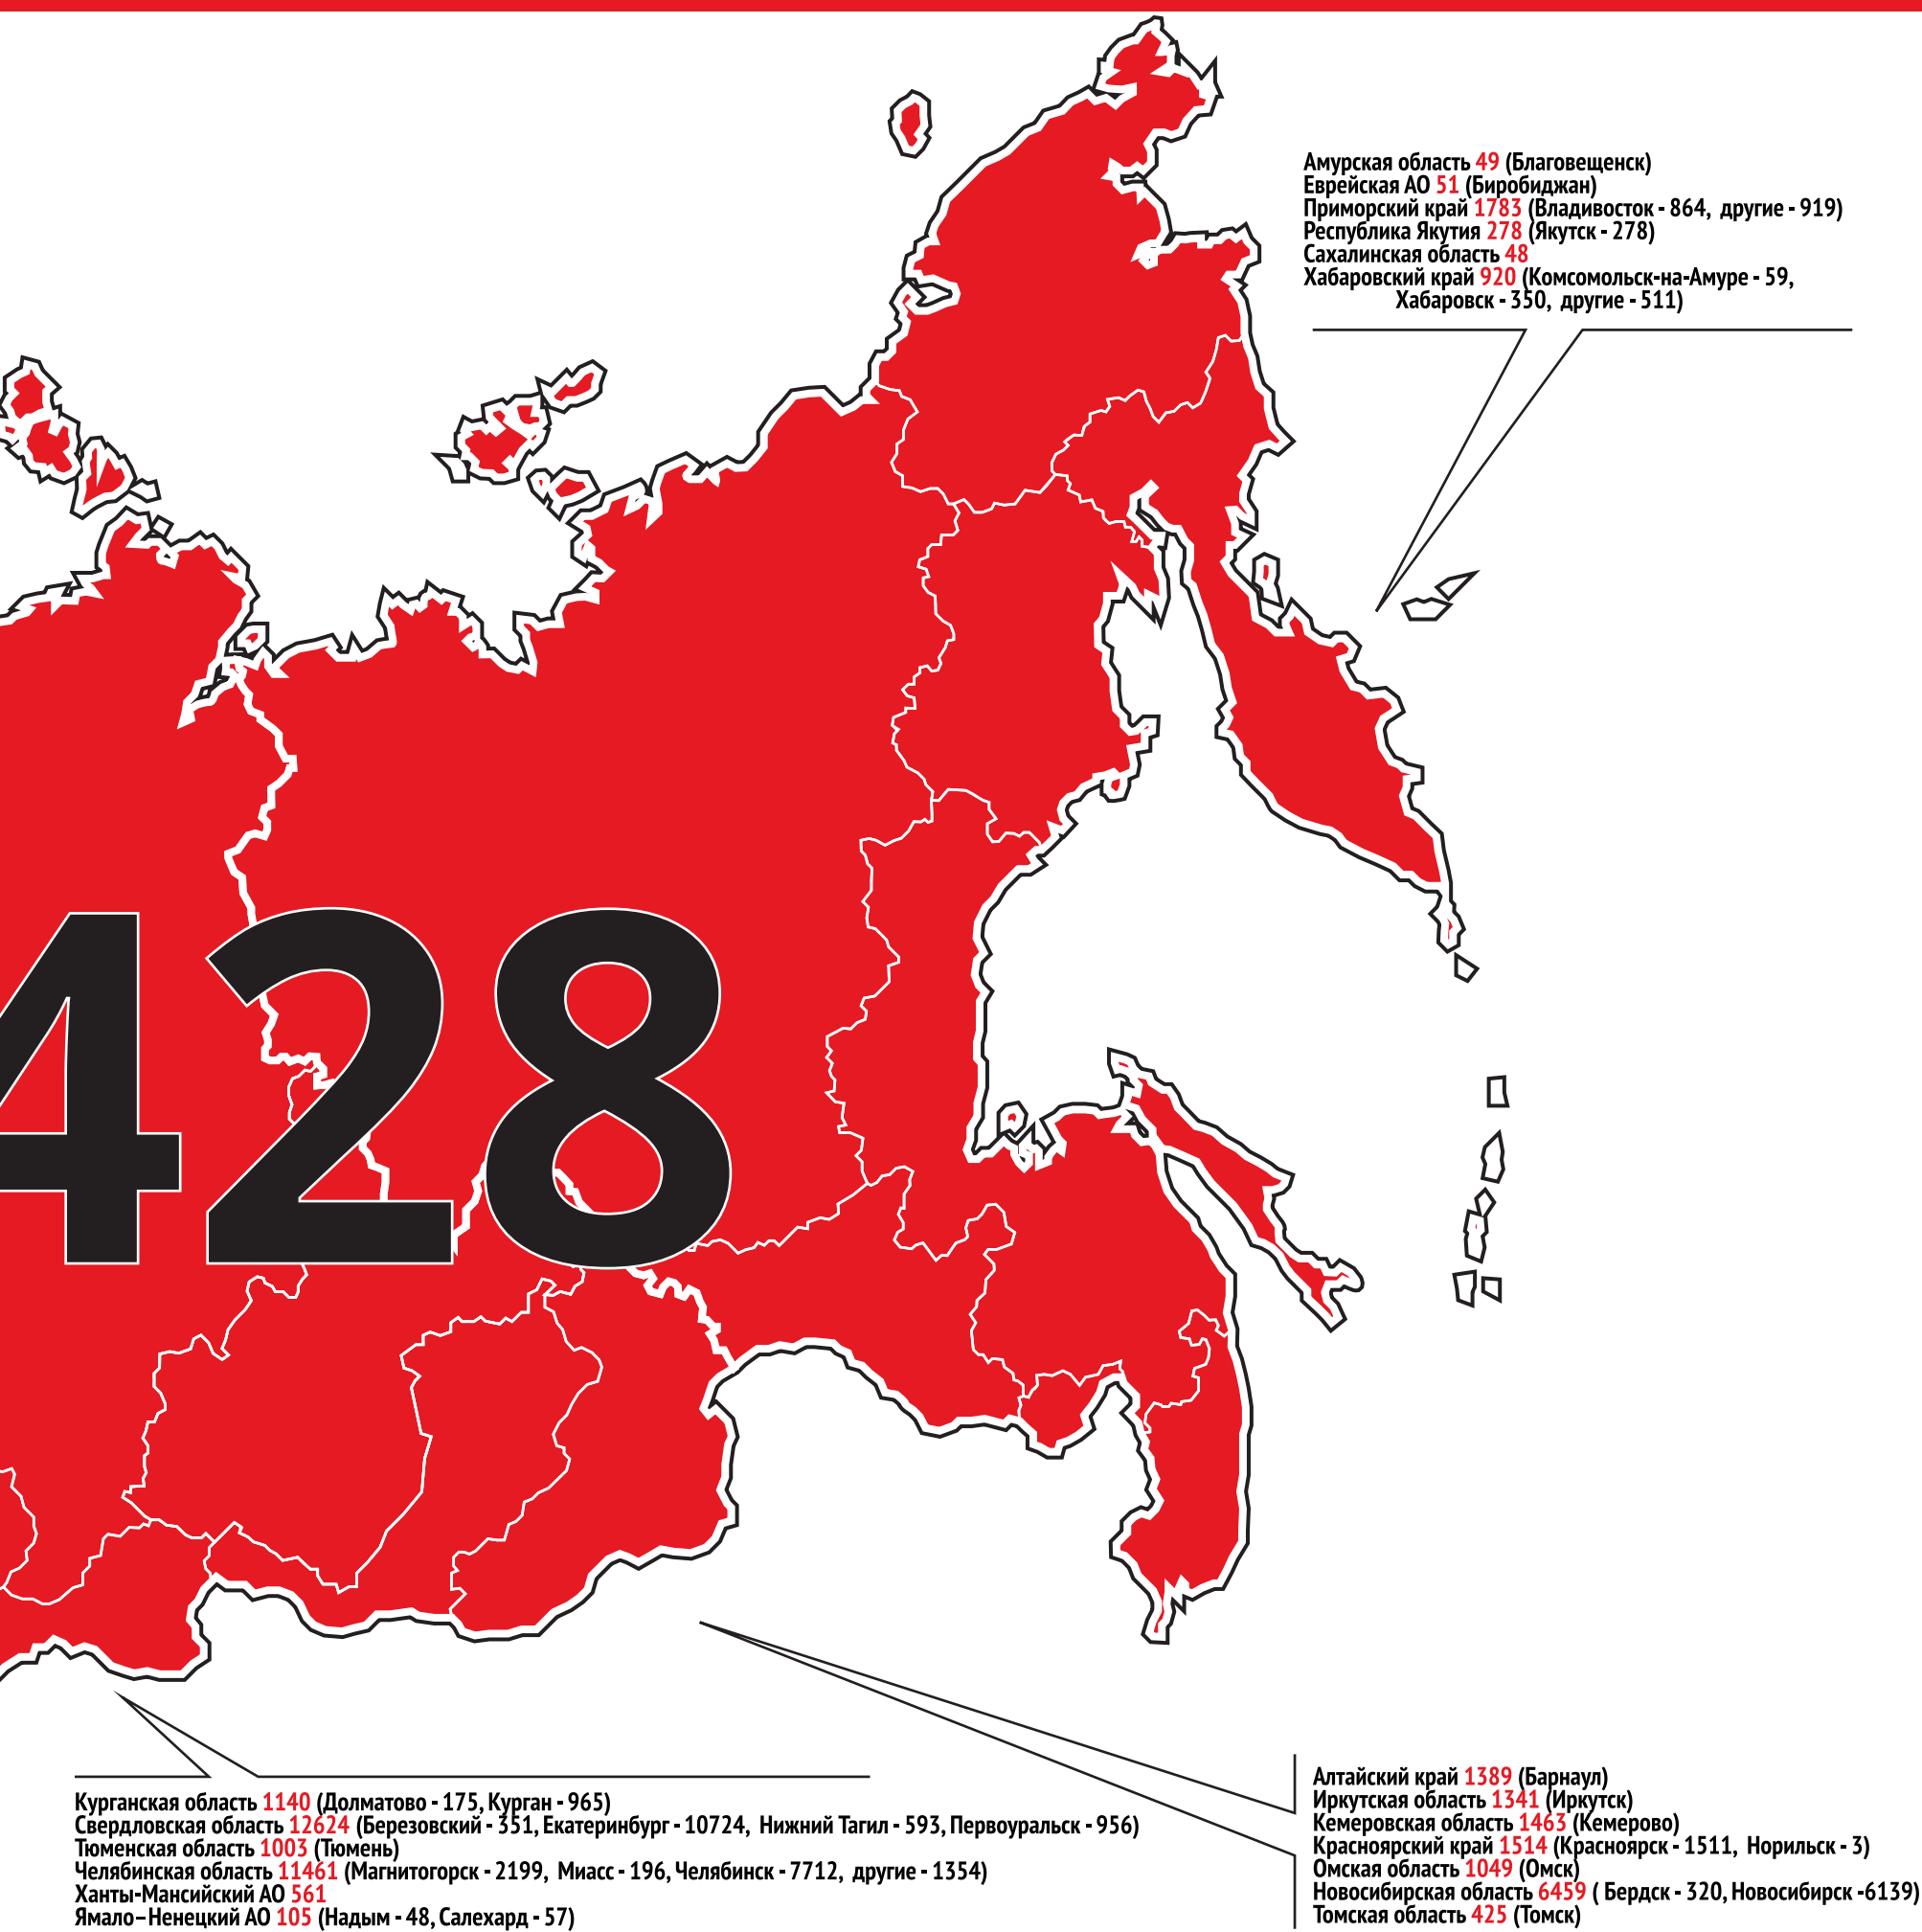 Амурская область 49 (Благовещенск)
Еврейская АО 51 (Биробиджан)
Приморский край 1783 (Владивосток - 864, другие - 919)
Республика Якутия 278 (Якутск - 278)
Сахалинская область 48
Хабаровский край 920 (Комсомольск-на-Амуре - 59,
Хабаровск - 350, другие - 511)
428
Курганская область 1140 (Долматово - 175, Курган - 965)
Свердловская область 12624 (Березовский - 351, Екатеринбург - 10724, Нижний Тагил - 593, Первоуральск - 956)
Тюменская область 1003 (Тюмень)
Челябинская область 11461 (Магнитогорск - 2199, Миасс - 196, Челябинск - 7712, другие - 1354)
Ханты-Мансийский АО 561
Ямало–Ненецкий АО 105 (Надым - 48, Салехард - 57)
Алтайский край 1389 (Барнаул)
Иркутская область 1341 (Иркутск)
Кемеровская область 1463 (Кемерово)
Красноярский край 1514 (Красноярск - 1511, Норильск - 3)
Омская область 1049 (Омск)
Новосибирская область 6459 ( Бердск - 320, Новосибирск -6139)
Томская область 425 (Томск)